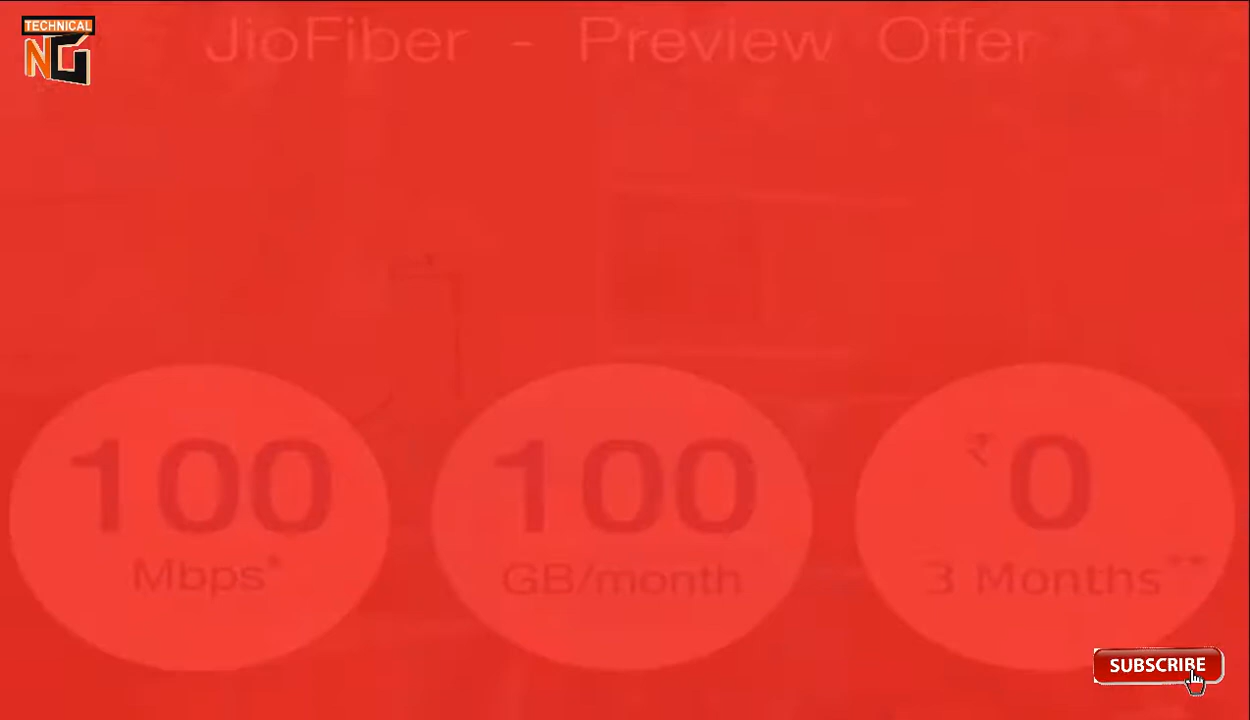 TECHNICAL
NG
JioFiber - Preview Offer
100
Mbps*
100
GB/month
₹0
3 Months**
SUBSCRIBE